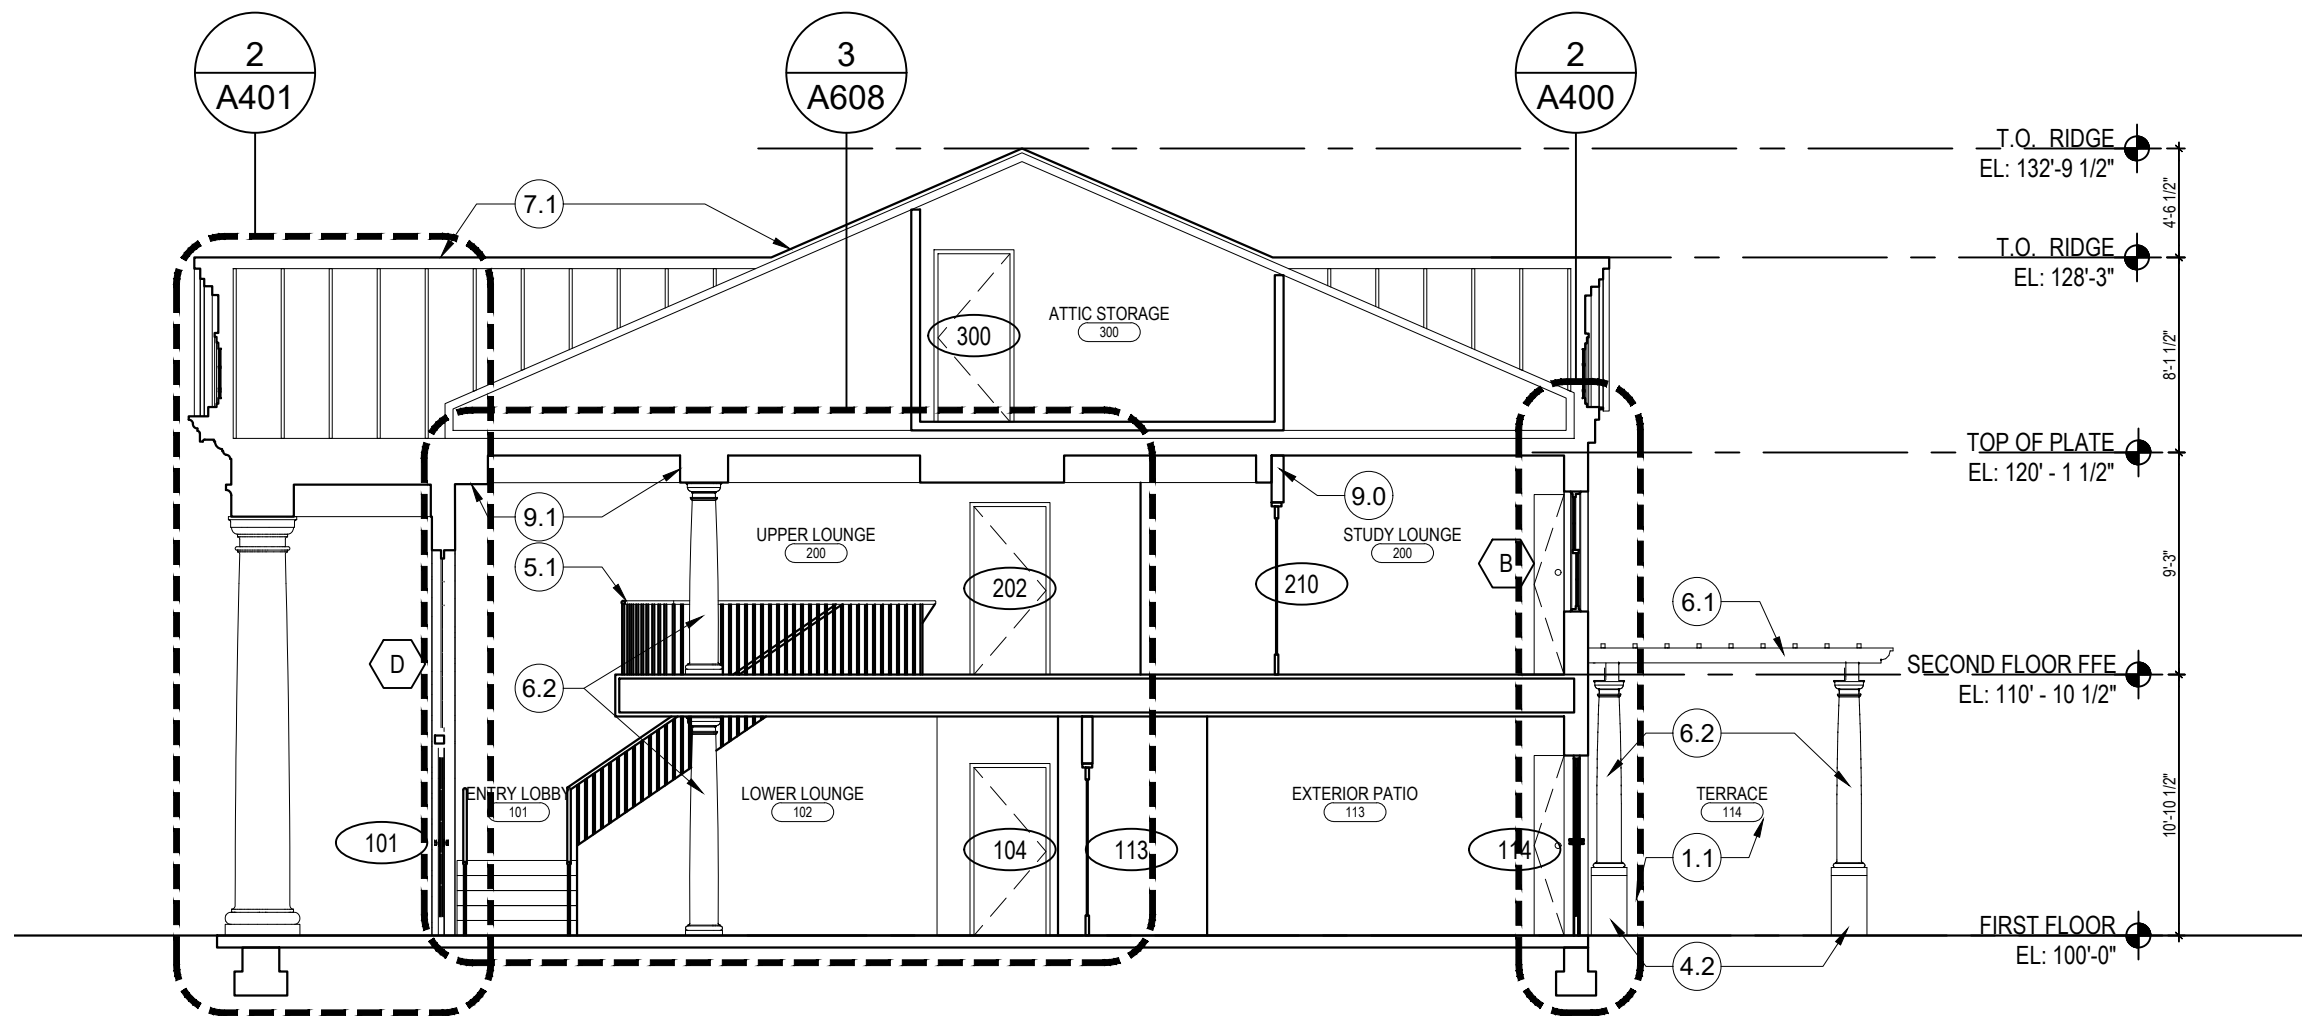 2
A401
3
A608
2
A400
T.O. RIDGE
EL: 132'-9 1/2"
4'-6 1/2"
7.1
T.O. RIDGE
EL: 128'-3"
8'-1 1/2"
300
ATTIC STORAGE
300
TOP OF PLATE
EL: 120' - 1 1/2"
9.1
9.0
UPPER LOUNGE
200
STUDY LOUNGE
200
5.1
202
210
B
9'-3"
6.1
D
6.2
SECOND FLOOR FFE
EL: 110' - 10 1/2"
6.2
ENTRY LOBBY
101
LOWER LOUNGE
102
EXTERIOR PATIO
113
TERRACE
114
10'-10 1/2"
101
104
113
114
1.1
4.2
FIRST FLOOR
EL: 100'-0"